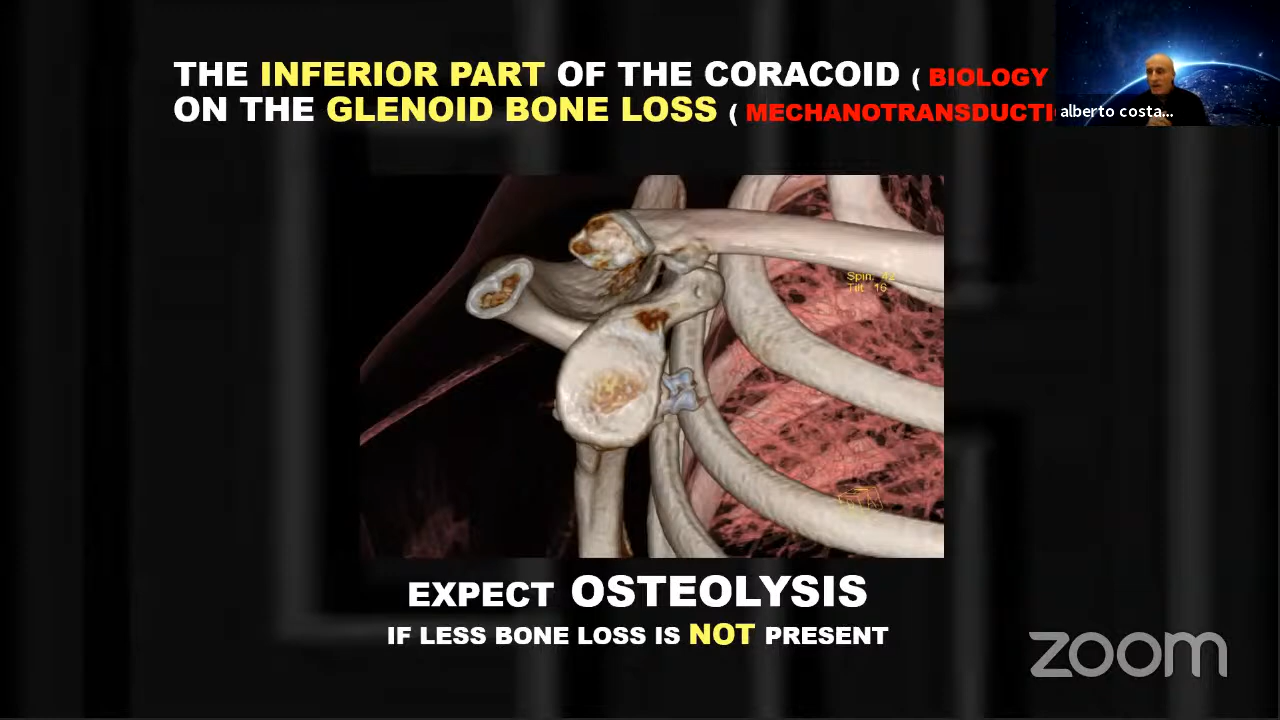 THE INFERIOR PART OF THE CORACOID ( BIOLOGY
ON THE GLENOID BONE LOSS ( MECHANOTRANSDUCTI
alberto costa...
Spin: 42
Tilt 16
EXPECT OSTEOLYSIS
IF LESS BONE LOSS IS NOT PRESENT
zoom